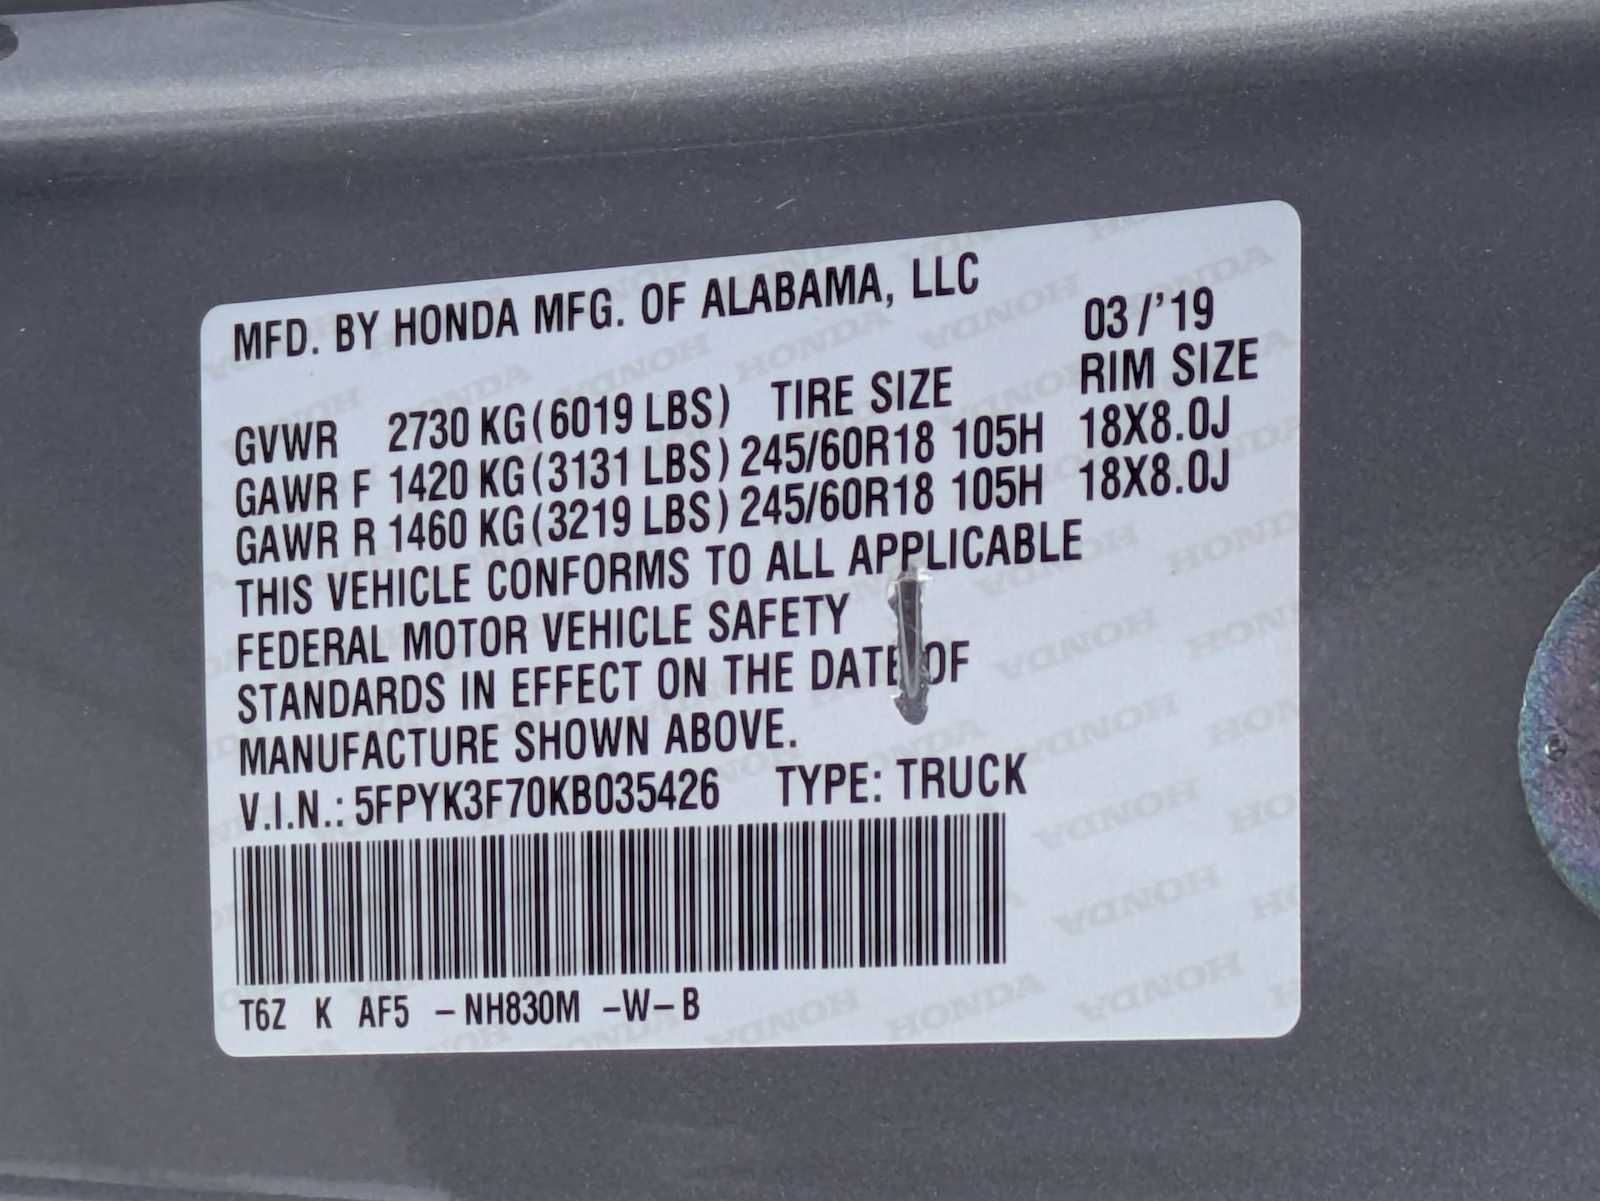 MFD. BY HONDA MFG. OF ALABAMA, LLC 03/'19
TIRE SIZE RIM SIZE
GVWR 2730 KG(6019 LBS)
GAWR F 1420 KG(3131 LBS) 245/60R18 105H 18X8.0J
GAWR R 1460 KG(3219 LBS) 245/60R18 105H 18X8.0J
THIS VEHICLE CONFORMS TO ALL APPLICABLE
FEDERAL MOTOR VEHICLE SAFETY
STANDARDS IN EFFECT ON THE DATE OF
MANUFACTURE SHOWN ABOVE.
V.I.N.: 5FPYK3F70KB035426 TYPE: TRUCK
T6Z K AF5 -NH830M -W-B